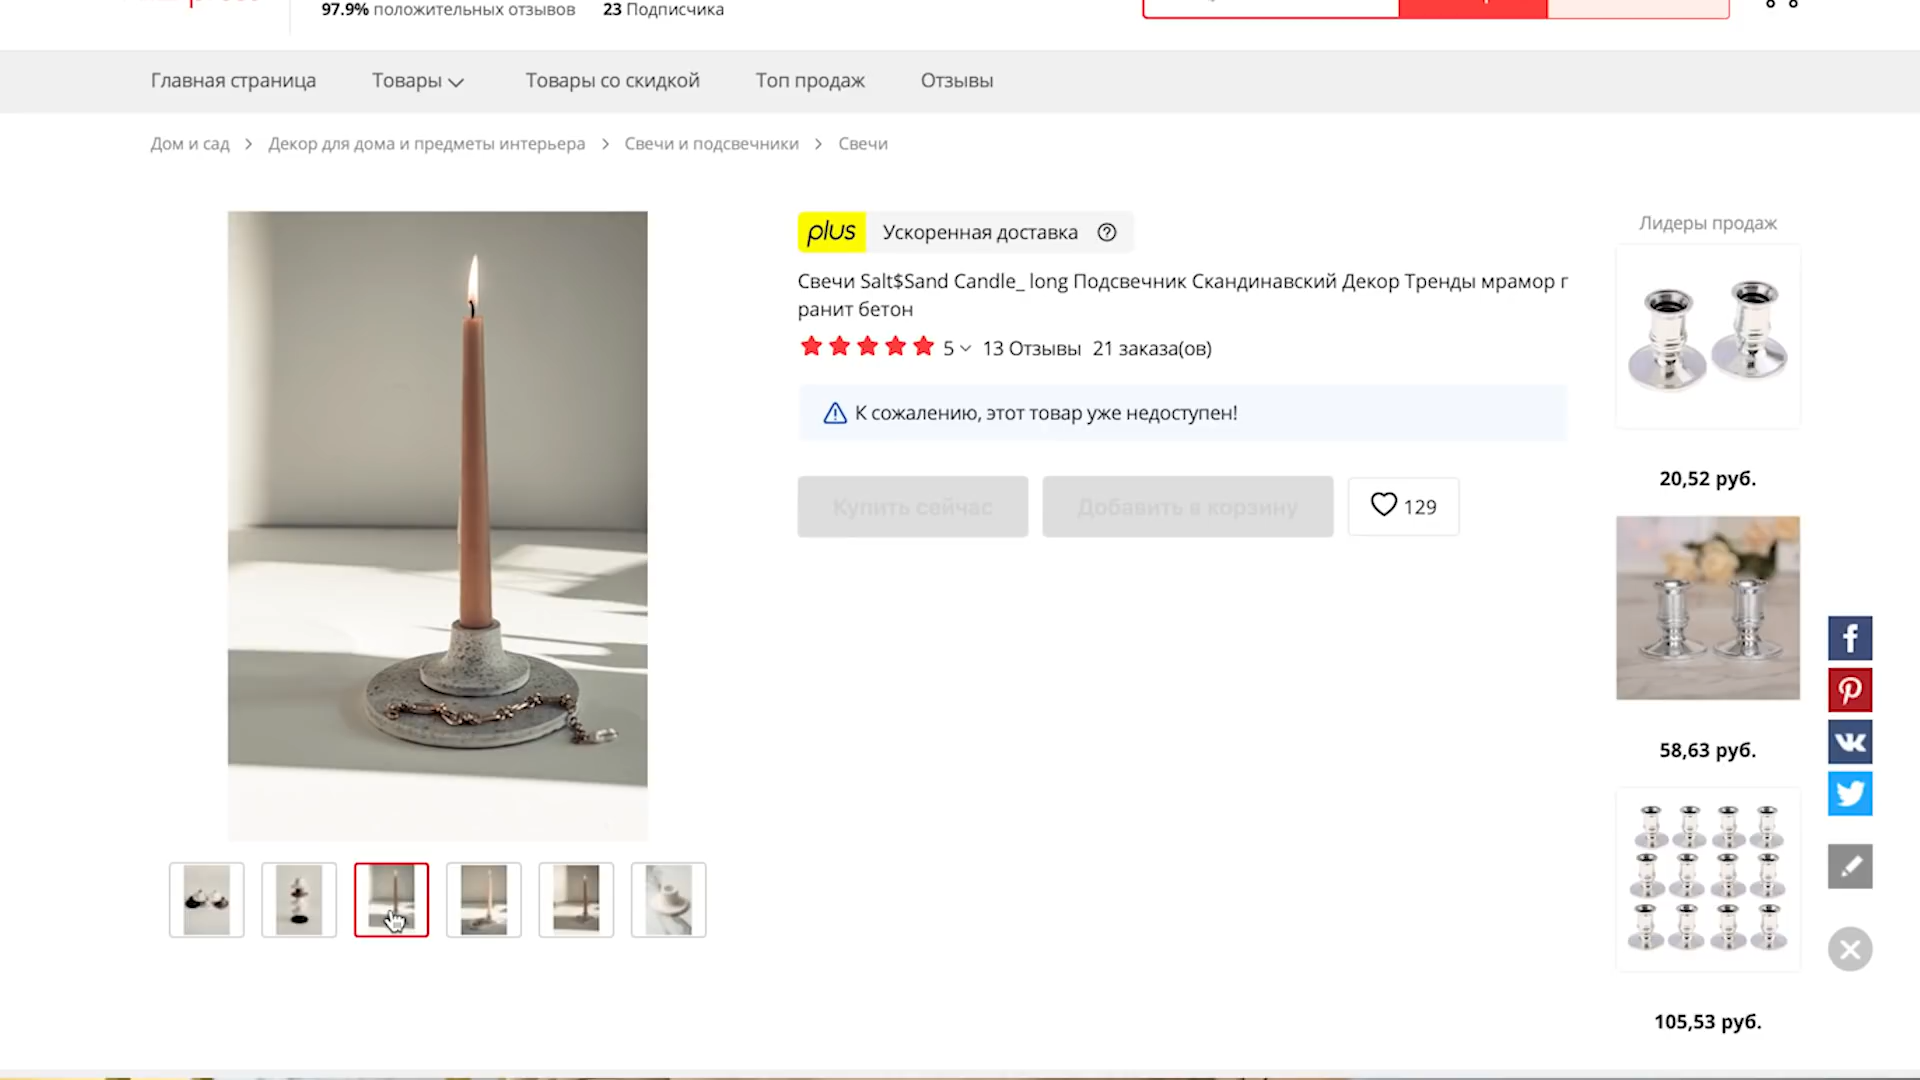 97.9% положительных отзывов 23 Подписчика
Главная страница Товары Товары со скидкой Топ продаж Отзывы
Дом и сад > Декор для дома и предметы интерьера > Свечи и подсвечники > Свечи
plus Ускоренная доставка
Свечи Salt$Sand Candle_ long Подсвечник Скандинавский Декор Тренды мрамор г
ранит бетон
5 13 Отзывы 21 заказа(ов)
К сожалению, этот товар уже недоступен!
Купить сейчас Добавить в корзину 129
Лидеры продаж
20,52 руб.
58,63 руб.
105,53 руб.